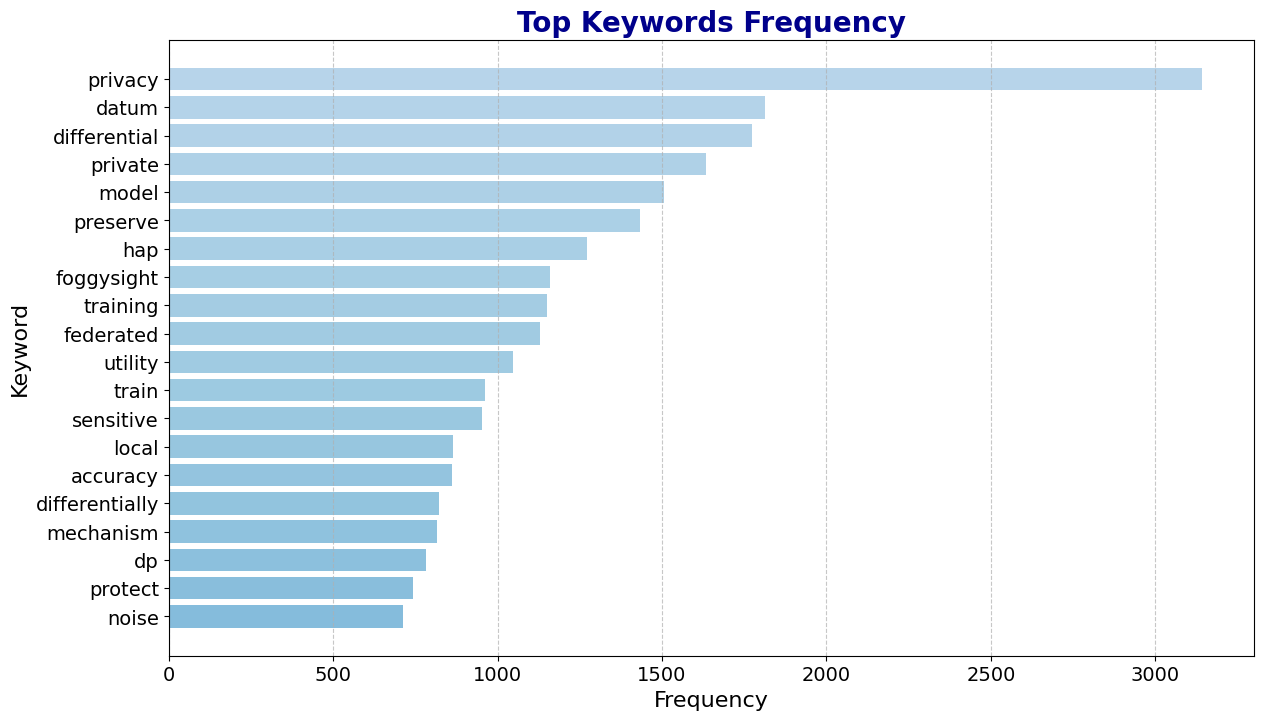 Top Keywords Frequency
Keyword
privacy
datum
differential
private
model
preserve
hap
foggysight
training
federated
utility
train
sensitive
local
accuracy
differentially
mechanism
dp
protect
noise
0 500 1000 1500 2000 2500 3000
Frequency